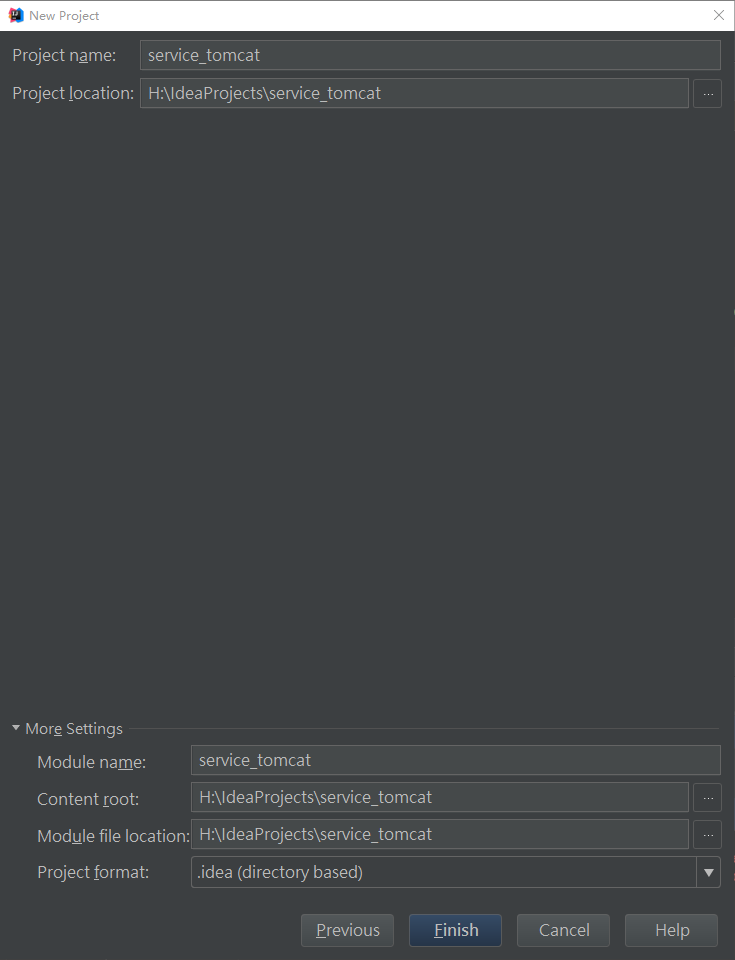 New Project
Project name: service_tomcat
Project location: H:\IdeaProjects\service_tomcat ...
More Settings
Module name: service_tomcat
Content root: H:\IdeaProjects\service_tomcat ...
Module file location: H:\IdeaProjects\service_tomcat ...
Project format: .idea (directory based)
Previous Finish Cancel Help